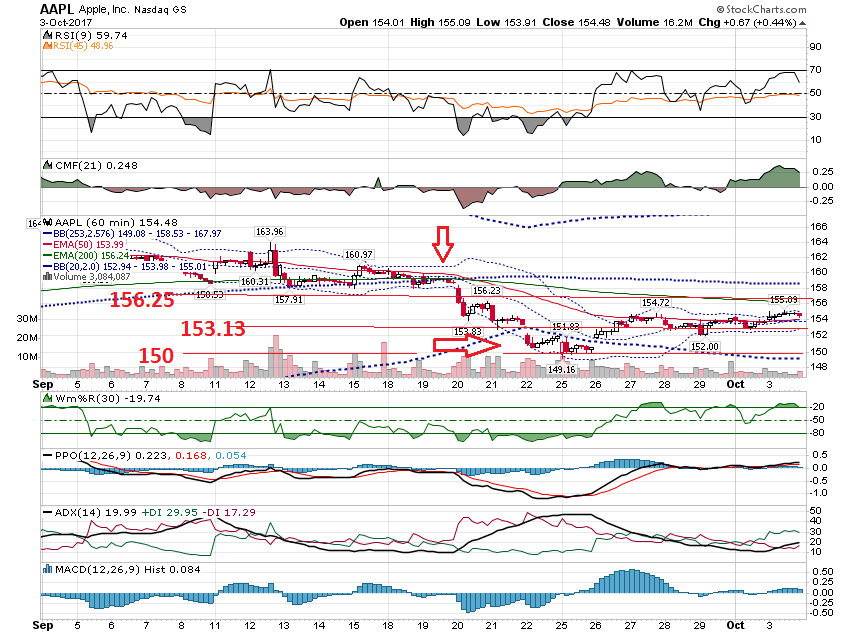 AAPL Apple, Inc. Nasdaq GS © StockCharts.com
3-Oct-2017 Open 154.01 High 155.09 Low 153.91 Close 154.48 Volume 16.2M Chg +0.67 (+0.44%)
RSI(9) 59.74
RSI(45) 48.96
90
70
50
30
10
CMF(21) 0.248
0.25
0.00
-0.25
AAPL (60 min) 154.48
BB(253,2.576) 149.08 - 158.53 - 167.97
EMA(50) 153.99
EMA(200) 156.24
BB(20,2.0) 152.94 - 153.98 - 155.01
Volume 3,084,087
163.96
160.97
160.31
157.91
156.23
153.83
151.83
149.16
154.72
152.00
155.09
156.25
153.13
150
166
164
162
160
158
156
154
152
150
148
30M
20M
10M
Sep 5 6 7 8 11 12 13 14 15 18 19 20 21 22 25 26 27 28 29 Oct 3
Wm%R(30) -19.74
-20
-50
-80
PPO(12,26,9) 0.223, 0.168, 0.054
0.5
0.0
-0.5
-1.0
ADX(14) 19.99 +DI 29.95 -DI 17.29
50
40
30
20
10
MACD(12,26,9) Hist 0.084
0.50
0.25
0.00
-0.25
-0.50
Sep 5 6 7 8 11 12 13 14 15 18 19 20 21 22 25 26 27 28 29 Oct 3